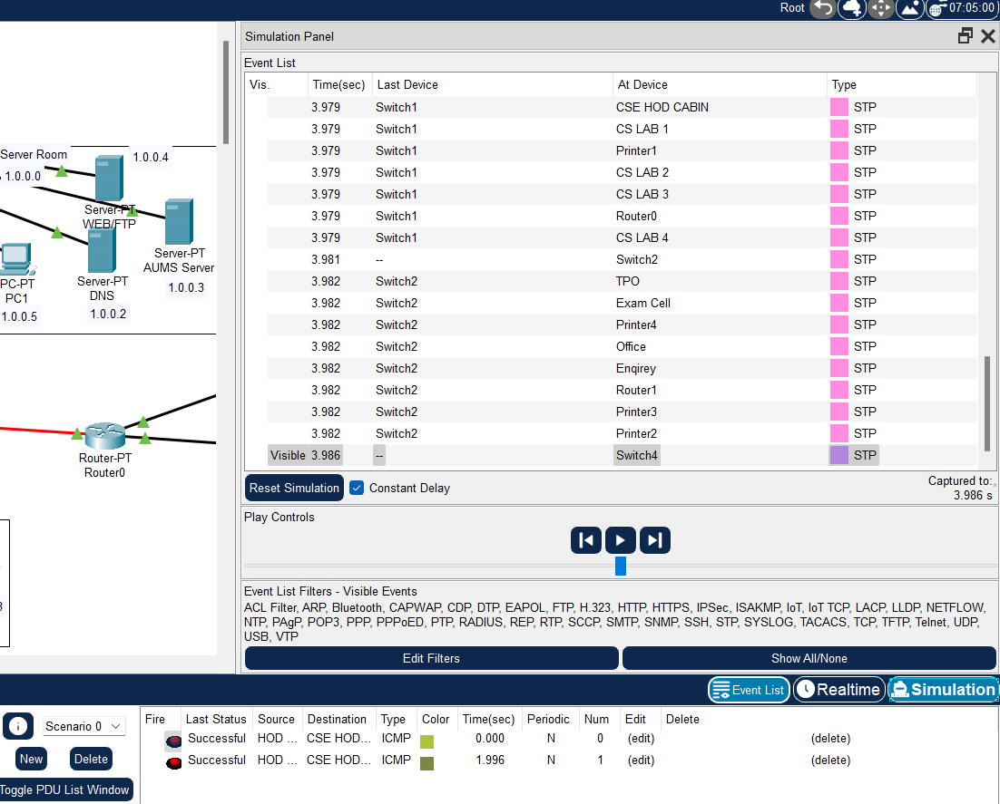 Root 07:05:00
Simulation Panel
Event List
Vis. Time(sec) Last Device At Device Type
3.979 Switch1 CSE HOD CABIN STP
3.979 Switch1 CS LAB 1 STP
3.979 Switch1 Printer1 STP
3.979 Switch1 CS LAB 2 STP
3.979 Switch1 CS LAB 3 STP
3.979 Switch1 Router0 STP
3.979 Switch1 CS LAB 4 STP
3.981 -- Switch2 STP
3.982 Switch2 TPO STP
3.982 Switch2 Exam Cell STP
3.982 Switch2 Printer4 STP
3.982 Switch2 Office STP
3.982 Switch2 Enqirey STP
3.982 Switch2 Router1 STP
3.982 Switch2 Printer3 STP
3.982 Switch2 Printer2 STP
Visible 3.986 -- Switch4 STP
Reset Simulation Constant Delay
Captured to:
3.986 s
Play Controls
Event List Filters - Visible Events
ACL Filter, ARP, Bluetooth, CAPWAP, CDP, DTP, EAPOL, FTP, H.323, HTTP, HTTPS, IPSec, ISAKMP, IoT, IoT TCP, LACP, LLDP, NETFLOW,
NTP, PAgP, POP3, PPP, PPPoED, PTP, RADIUS, REP, RTP, SCCP, SMTP, SNMP, SSH, STP, SYSLOG, TACACS, TCP, TFTP, Telnet, UDP,
USB, VTP
Edit Filters Show All/None
Server Room
1.0.0.4
1.0.0.0
Server-PT
WEB/FTP
Server-PT
AUMS Server
1.0.0.3
PC-PT
PC1
1.0.0.5
Server-PT
DNS
1.0.0.2
Router-PT
Router0
Event List Realtime Simulation
Scenario 0
New Delete
Toggle PDU List Window
Fire Last Status Source Destination Type Color Time(sec) Periodic Num Edit Delete
Successful HOD ... CSE HOD... ICMP 0.000 N 0 (edit) (delete)
Successful HOD ... CSE HOD... ICMP 1.996 N 1 (edit) (delete)